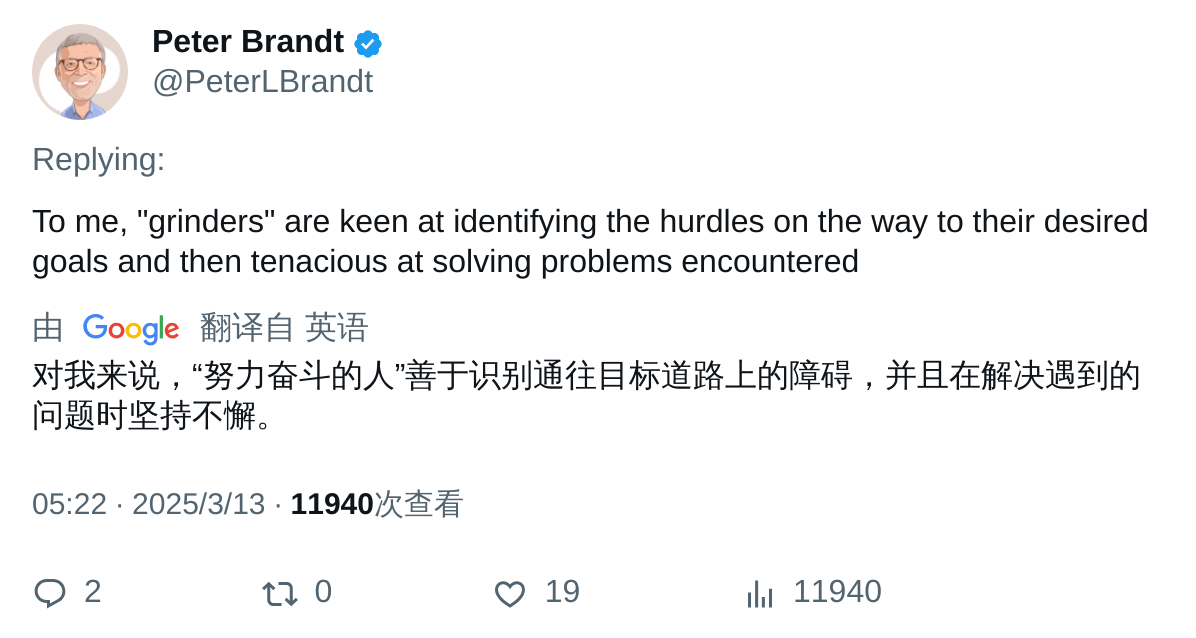 Peter Brandt
@PeterLBrandt
Replying:
To me, "grinders" are keen at identifying the hurdles on the way to their desired
goals and then tenacious at solving problems encountered
由 Google 翻译自 英语
对我来说，“努力奋斗的人”善于识别通往目标道路上的障碍，并且在解决遇到的
问题时坚持不懈。
05:22 · 2025/3/13 · 11940次查看
2 0 19 11940